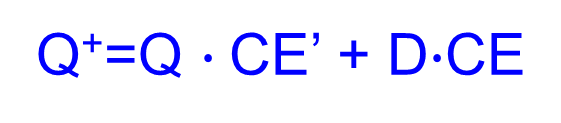 Q⁺=Q · CE’ + D·CE